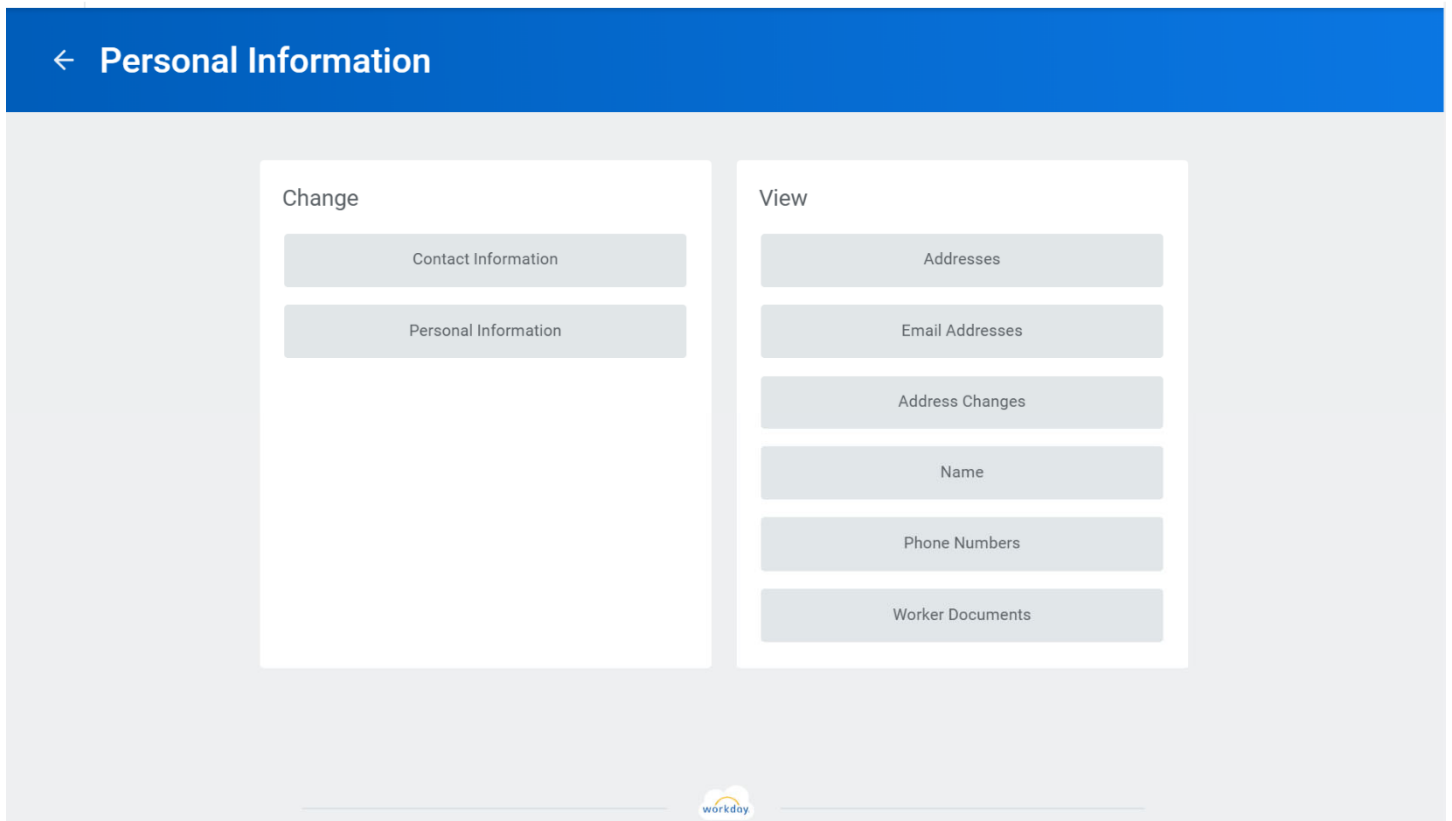 Personal Information
Change
Contact Information
Personal Information
View
Addresses
Email Addresses
Address Changes
Name
Phone Numbers
Worker Documents
workday.